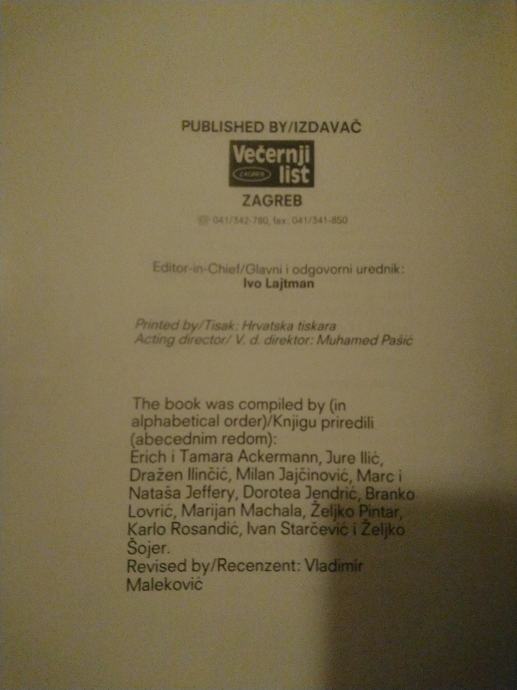 PUBLISHED BY/IZDAVAČ
Večernji
ZAGREB list
ZAGREB
☎ 041/342-780, fax: 041/341-850
Editor-in-Chief/Glavni i odgovorni urednik:
Ivo Lajtman
Printed by/Tisak: Hrvatska tiskara
Acting director/ V. d. direktor: Muhamed Pašić
The book was compiled by (in
alphabetical order)/Knjigu priredili
(abecednim redom):
Erich i Tamara Ackermann, Jure Ilić,
Dražen Ilinčić, Milan Jajčinović, Marc i
Nataša Jeffery, Dorotea Jendrić, Branko
Lovrić, Marijan Machala, Željko Pintar,
Karlo Rosandić, Ivan Starčević i Željko
Šojer.
Revised by/Recenzent: Vladimir
Maleković